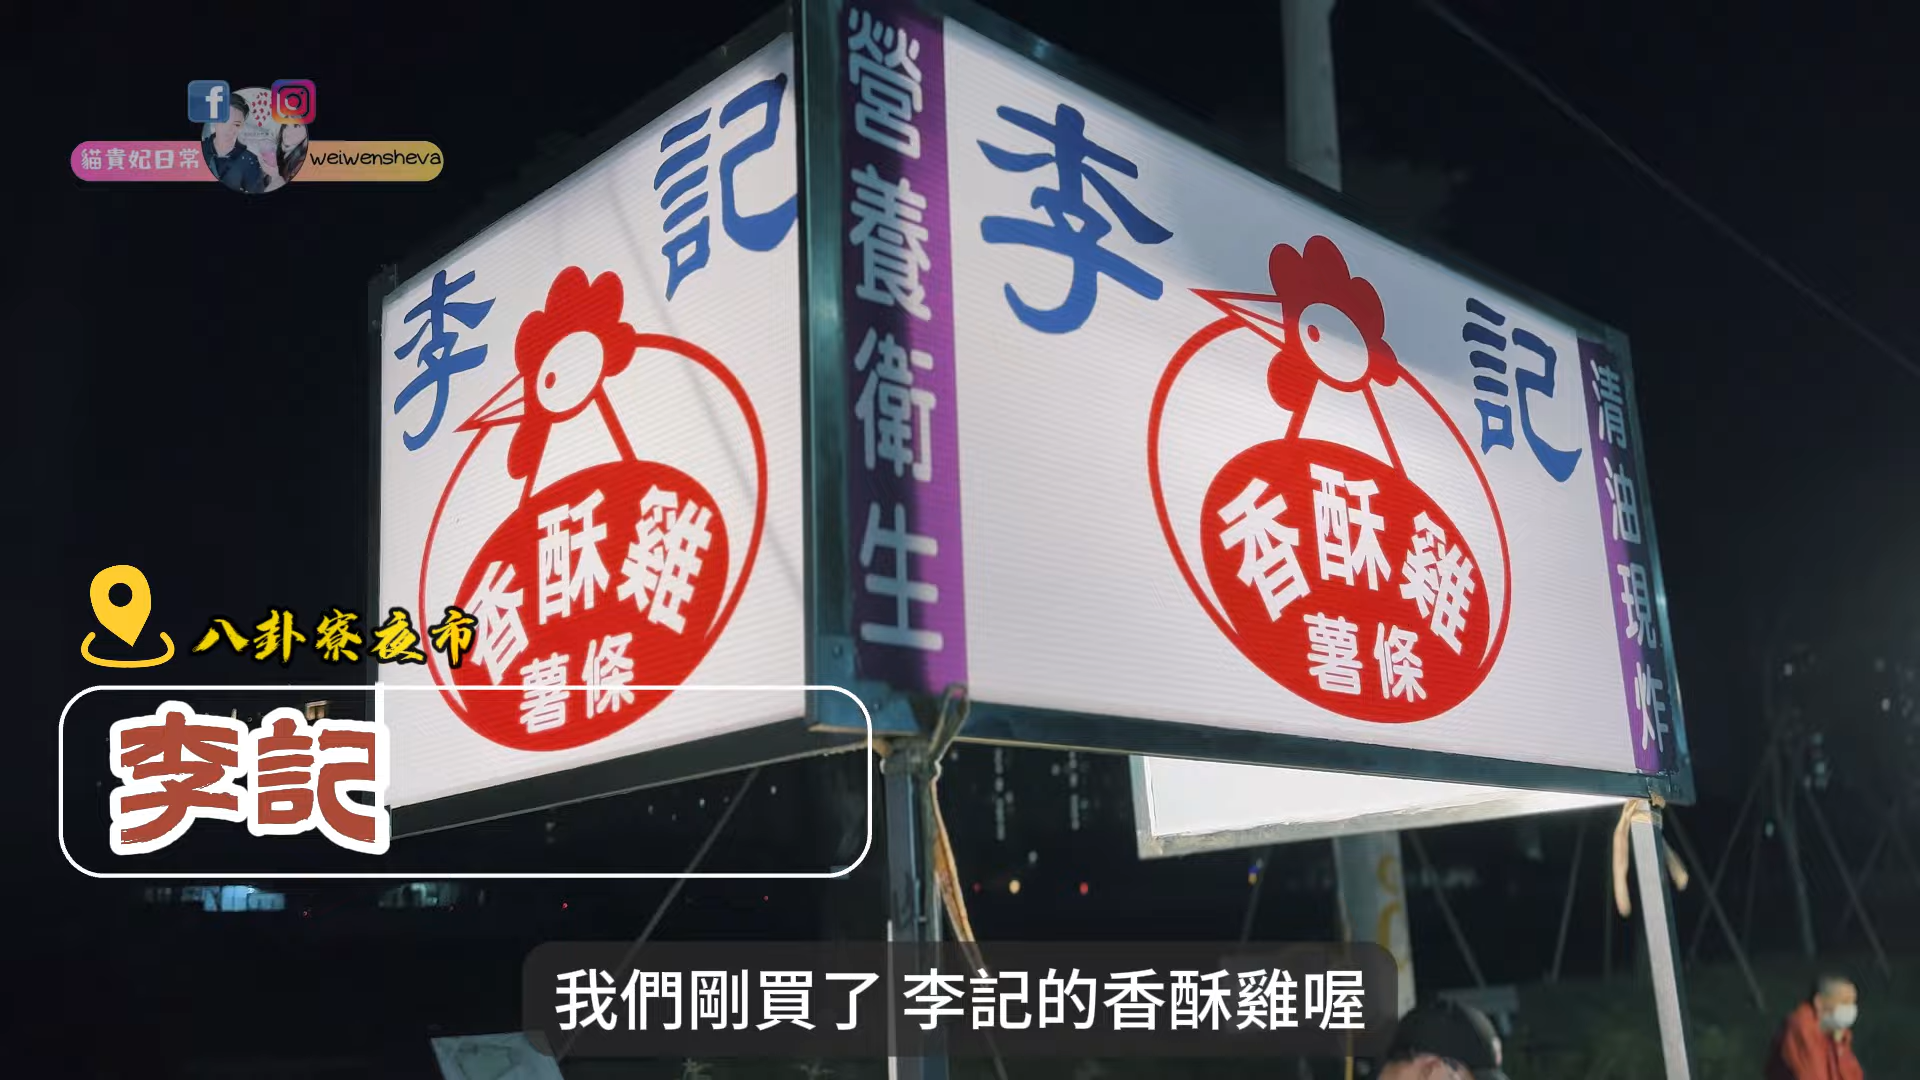 貓貴妃日常
weiwensheva
李記
香酥雞
薯條
營養衛生
李記
香酥雞
薯條
清油現炸
八卦寮夜市
李記
我們剛買了 李記的香酥雞喔